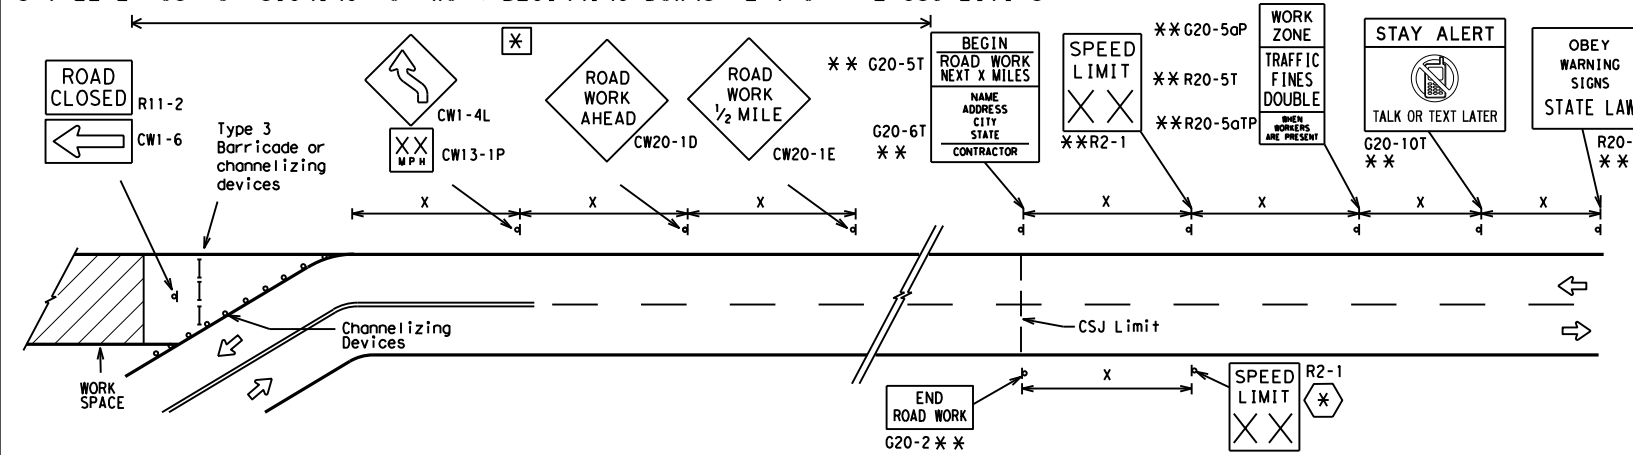 ROAD
CLOSED
R11-2
CW1-6
Type 3
Barricade or
channelizing
devices
CW1-4L
XX
MPH
CW13-1P
*
ROAD
WORK
AHEAD
CW20-1D
ROAD
WORK
1/2 MILE
CW20-1E
** G20-5T
BEGIN
ROAD WORK
NEXT X MILES
NAME
ADDRESS
CITY
STATE
CONTRACTOR
G20-6T
**
SPEED
LIMIT
X X
**R2-1
**G20-5aP
WORK
ZONE
**R20-5T
TRAFFIC
FINES
DOUBLE
**R20-5aTP
WHEN
WORKERS
ARE PRESENT
STAY ALERT
TALK OR TEXT LATER
G20-10T
**
OBEY
WARNING
SIGNS
STATE LAW
R20-
**
X
X
X
X
X
X
X
Channelizing
Devices
CSJ Limit
WORK
SPACE
X
END
ROAD WORK
G20-2 **
SPEED
LIMIT
X X
R2-1
*